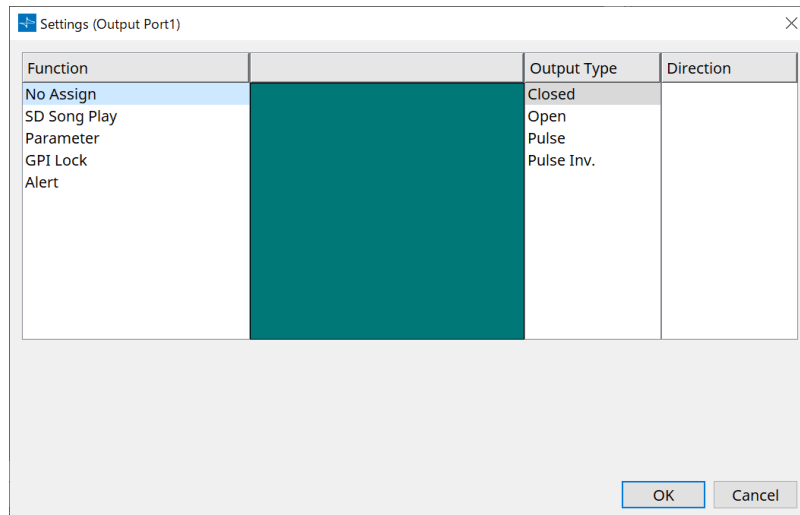 Settings (Output Port1)
Function Output Type Direction
No Assign Closed
SD Song Play Open
Parameter Pulse
GPI Lock Pulse Inv.
Alert
OK Cancel